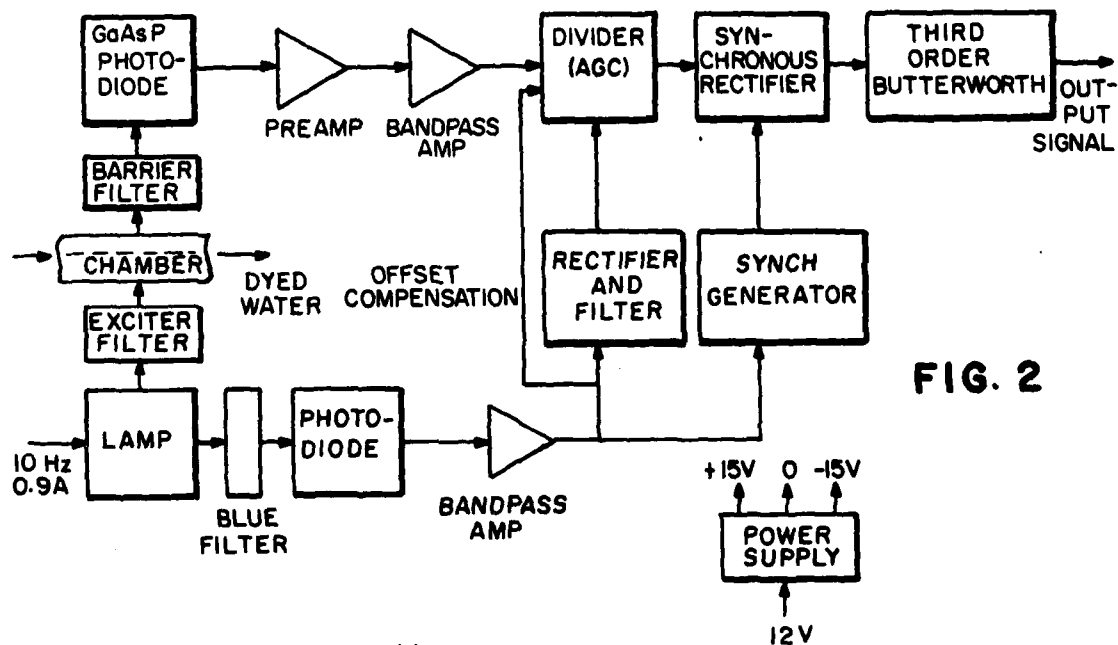 GaAsP
PHOTO-
DIODE
PREAMP
BANDPASS
AMP
DIVIDER
(AGC)
SYN-
CHRONOUS
RECTIFIER
THIRD
ORDER
BUTTERWORTH
OUT-
PUT
SIGNAL
BARRIER
FILTER
CHAMBER
DYED
WATER
EXCITER
FILTER
OFFSET
COMPENSATION
RECTIFIER
AND
FILTER
SYNCH
GENERATOR
FIG. 2
LAMP
10 Hz
0.9A
BLUE
FILTER
PHOTO-
DIODE
BANDPASS
AMP
+15V 0 -15V
POWER
SUPPLY
12V